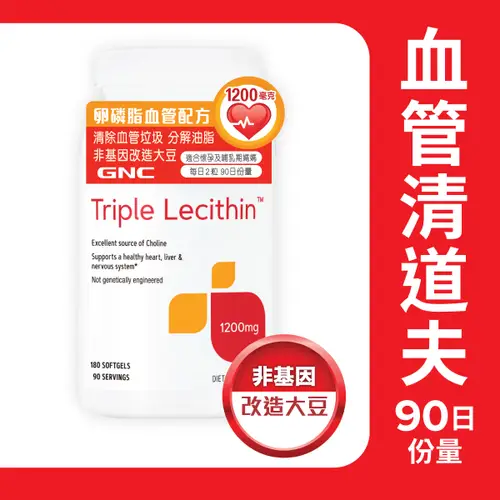 卵磷脂血管配方
1200毫克
清除血管垃圾 分解油脂
非基因改造大豆
適合懷孕及哺乳期媽媽
每日2粒 90日份量
GNC
Triple Lecithin™
Excellent source of Choline
Supports a healthy heart, liver &
nervous system*
Not genetically engineered
1200mg
180 SOFTGELS
90 SERVINGS
非基因
改造大豆
血管清道夫
90日
份量